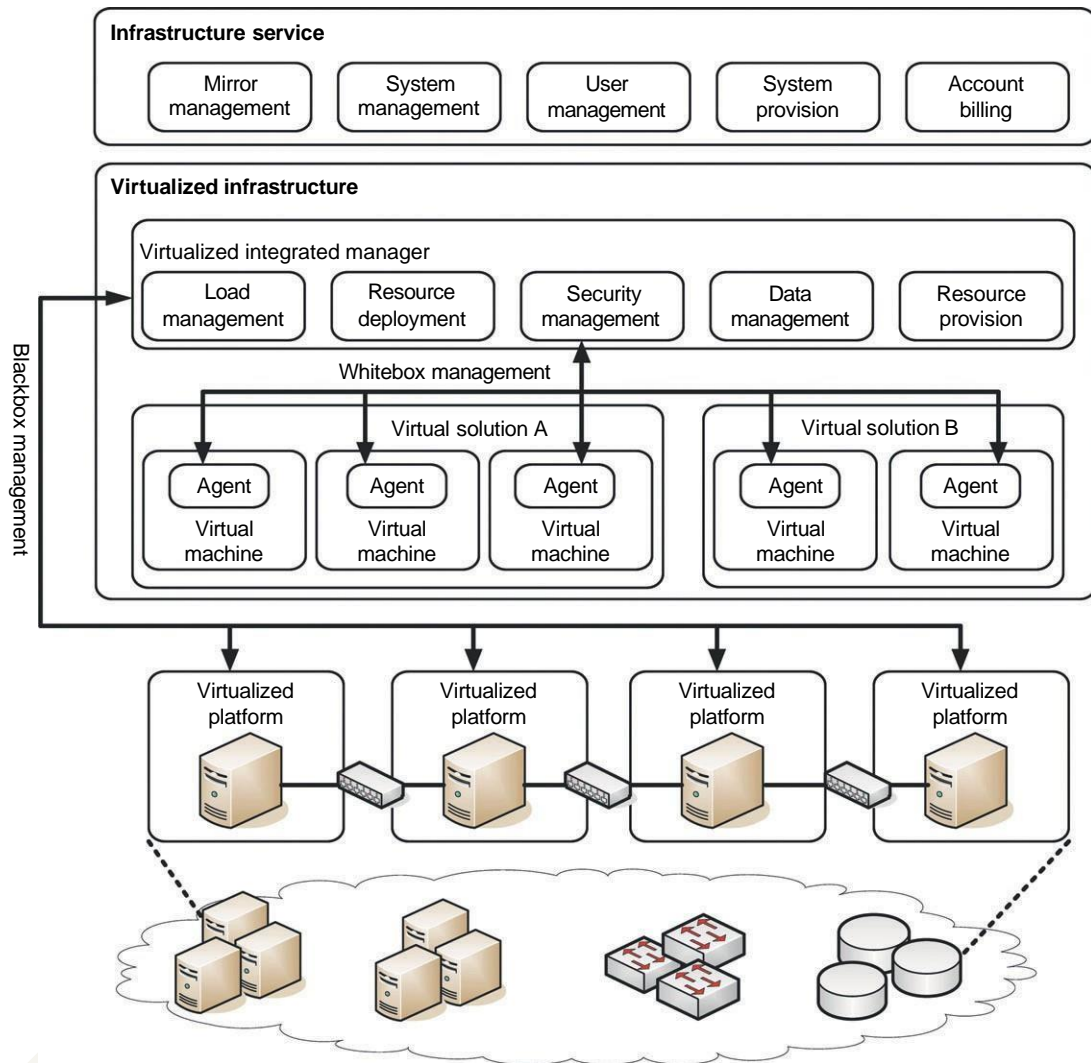 Infrastructure service
Mirror
management
System
management
User
management
System
provision
Account
billing
Virtualized infrastructure
Virtualized integrated manager
Load
management
Resource
deployment
Security
management
Data
management
Resource
provision
Blackbox management
Whitebox management
Virtual solution A
Virtual solution B
Agent
Virtual
machine
Agent
Virtual
machine
Agent
Virtual
machine
Agent
Virtual
machine
Agent
Virtual
machine
Virtualized
platform
Virtualized
platform
Virtualized
platform
Virtualized
platform